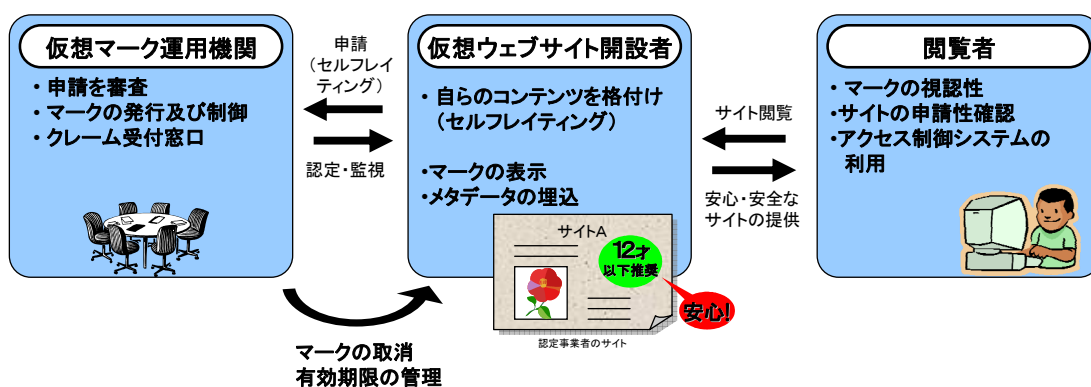 仮想マーク運用機関
・ 申請を審査
・ マークの発行及び制御
・ クレーム受付窓口
申請
（セルフレイ
ティング）
認定・監視
仮想ウェブサイト開設者
・ 自らのコンテンツを格付け
（セルフレイティング）
・マークの表示
・メタデータの埋込
サイトA
12才
以下推奨
安心!
認定事業者のサイト
サイト閲覧
安心・安全な
サイトの提供
閲覧者
・ マークの視認性
・サイトの申請性確認
・アクセス制御システムの
利用
マークの取消
有効期限の管理